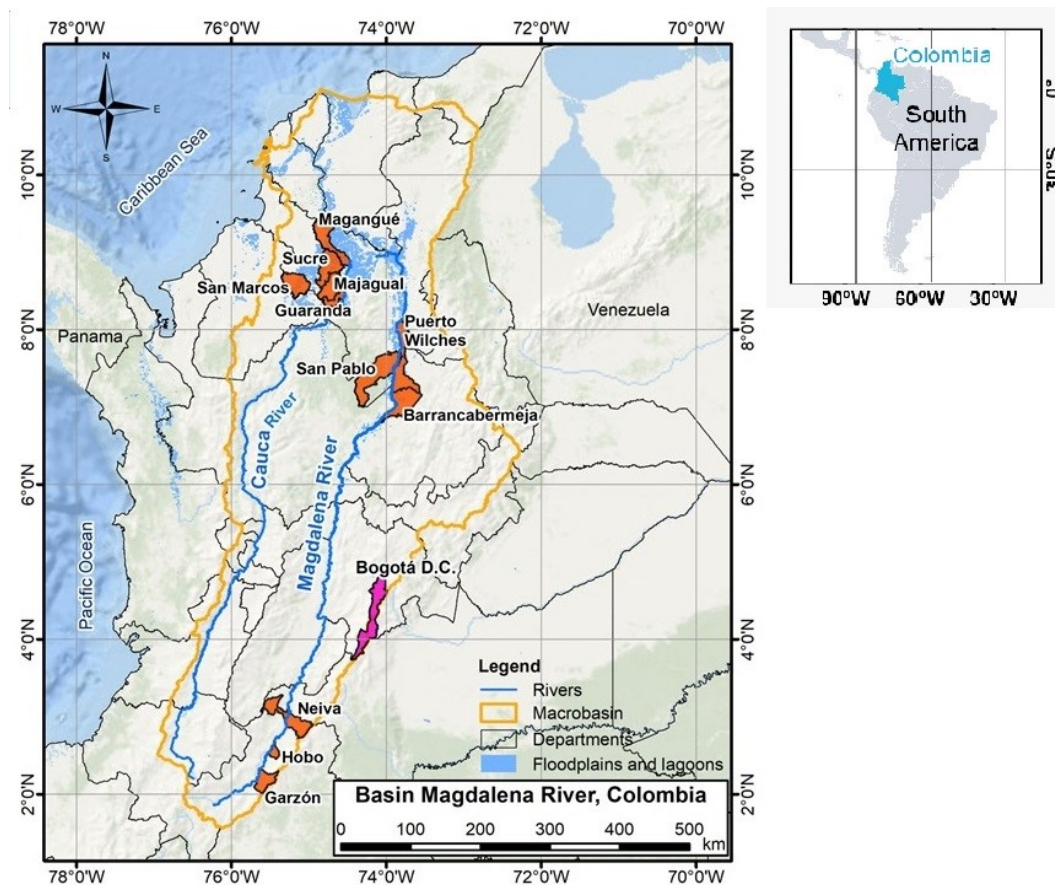 78°0'W 76°0'W 74°0'W 72°0'W 70°0'W
N
W E
S
Caribbean Sea
10°0'N 10°0'N
Magangué
Sucre
San Marcos Majagual
Guaranda
Venezuela
8°0'N 8°0'N
Panama
Puerto
Wilches
San Pablo
Barrancabermeja
Cauca River
Magdalena River
6°0'N 6°0'N
Pacific Ocean
Bogotá D.C.
4°0'N 4°0'N
Legend
Rivers
Macrobasin
Departments
Floodplains and lagoons
Neiva
Hobo
Garzón
2°0'N 2°0'N
Basin Magdalena River, Colombia
0 100 200 300 400 500
km
78°0'W 76°0'W 74°0'W 72°0'W 70°0'W
Colombia
South
America
90°W 60°W 30°W